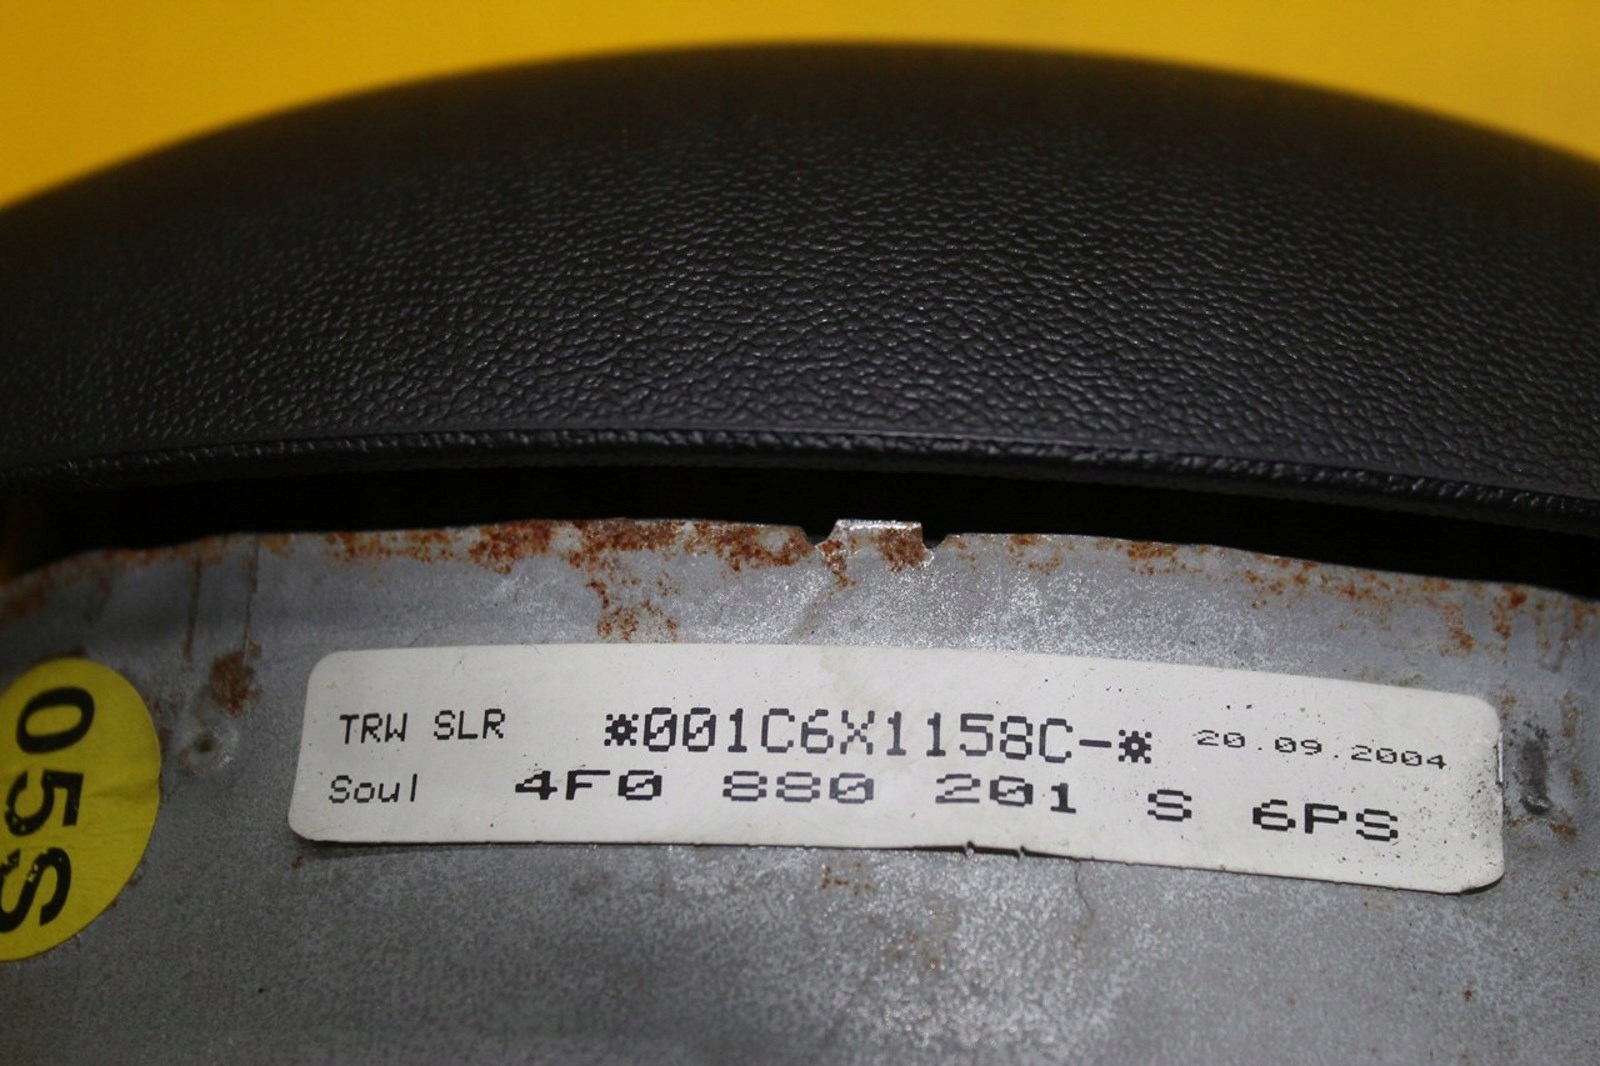 TRW SLR *001C6X1158C-* 20.09.2004
Soul 4F0 880 201 S 6PS
05S